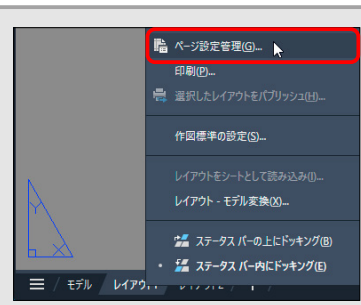 ページ設定管理(G)...
印刷(P)...
選択したレイアウトをパブリッシュ(H)...
作図標準の設定(S)...
レイアウトをシートとして読み込み(I)...
レイアウト - モデル変換(X)...
ステータス バーの上にドッキング(B)
ステータス バー内にドッキング(E)
Y
X
モデル